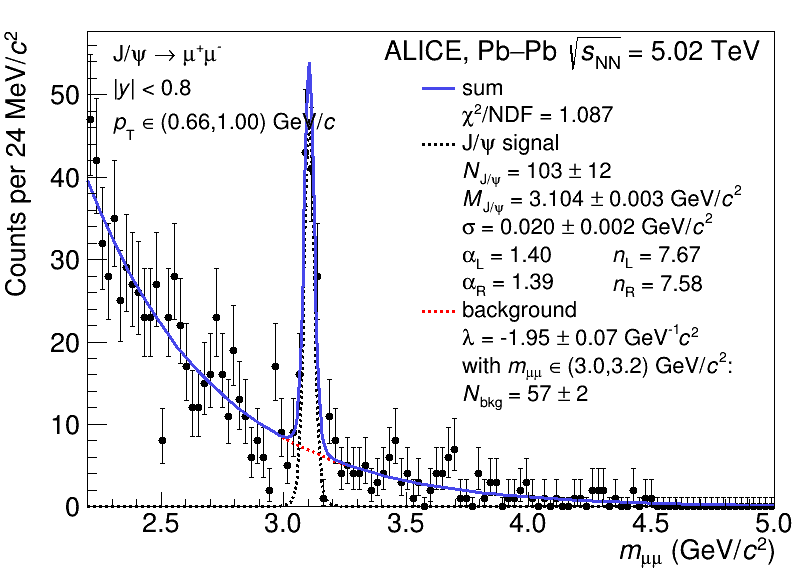 J/ψ → μ⁺μ⁻
ALICE, Pb–Pb √s_NN = 5.02 TeV
|y| < 0.8
p_T ∈ (0.66,1.00) GeV/c
sum
χ²/NDF = 1.087
J/ψ signal
N_J/ψ = 103 ± 12
M_J/ψ = 3.104 ± 0.003 GeV/c²
σ = 0.020 ± 0.002 GeV/c²
α_L = 1.40 n_L = 7.67
α_R = 1.39 n_R = 7.58
background
λ = -1.95 ± 0.07 GeV⁻¹c²
with m_μμ ∈ (3.0,3.2) GeV/c²:
N_bkg = 57 ± 2
Counts per 24 MeV/c²
50
40
30
20
10
0
2.5 3.0 3.5 4.0 4.5 5.0
m_μμ (GeV/c²)